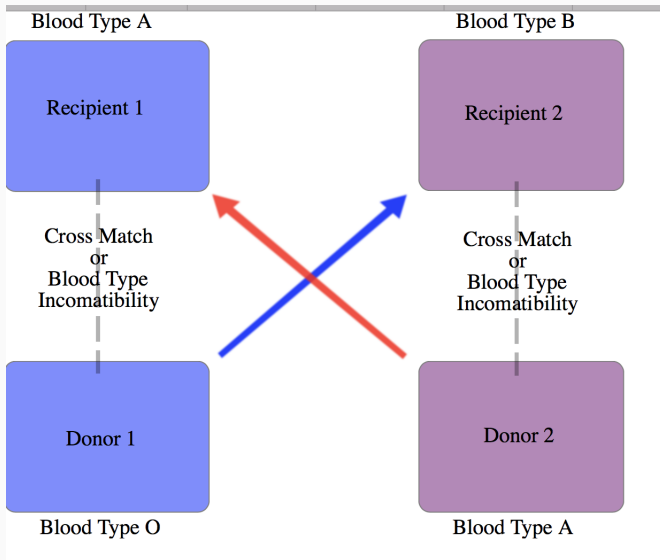 Blood Type A
Blood Type B
Recipient 1
Recipient 2
Cross Match
or
Blood Type
Incomatibility
Cross Match
or
Blood Type
Incomatibility
Donor 1
Donor 2
Blood Type O
Blood Type A